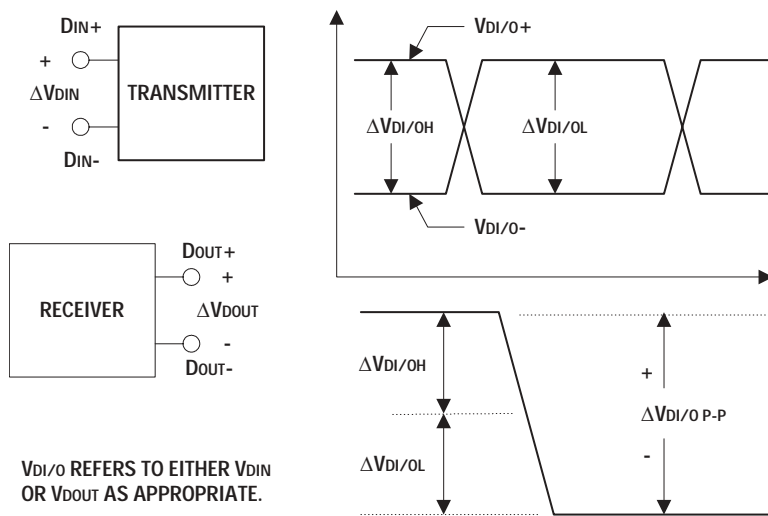 DIN+
+
ΔVDIN
-
DIN-
TRANSMITTER
VDI/O+
ΔVDI/OH
ΔVDI/OL
VDI/O-
RECEIVER
DOUT+
+
ΔVDOUT
-
DOUT-
ΔVDI/OH
ΔVDI/OL
+
ΔVDI/O P-P
-
VDI/O REFERS TO EITHER VDIN
OR VDOUT AS APPROPRIATE.